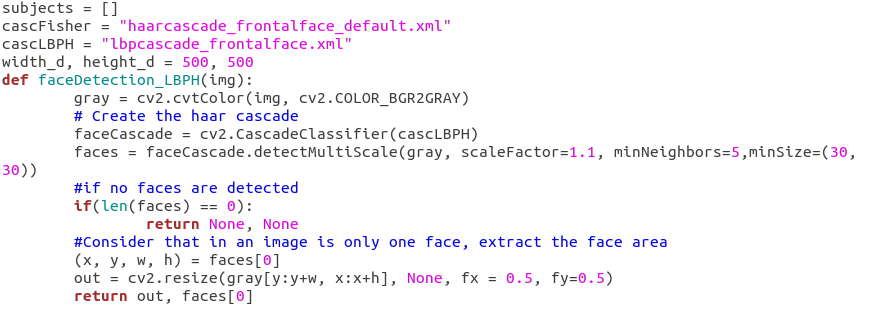 subjects = []
cascFisher = "haarcascade_frontalface_default.xml"
cascLBPH = "lbpcascade_frontalface.xml"
width_d, height_d = 500, 500
def faceDetection_LBPH(img):
        gray = cv2.cvtColor(img, cv2.COLOR_BGR2GRAY)
        # Create the haar cascade
        faceCascade = cv2.CascadeClassifier(cascLBPH)
        faces = faceCascade.detectMultiScale(gray, scaleFactor=1.1, minNeighbors=5,minSize=(30,
30))
        #if no faces are detected
        if(len(faces) == 0):
                return None, None
        #Consider that in an image is only one face, extract the face area
        (x, y, w, h) = faces[0]
        out = cv2.resize(gray[y:y+w, x:x+h], None, fx = 0.5, fy=0.5)
        return out, faces[0]